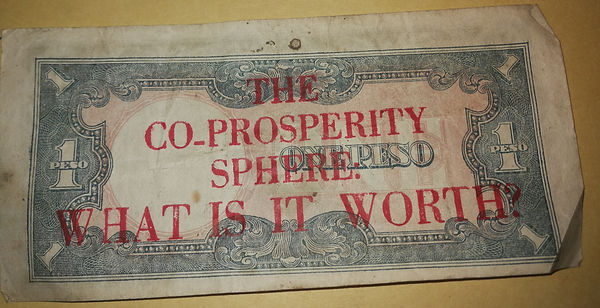 1 1
THE
CO-PROSPERITY
1 PESO ONE PESO 1 PESO
SPHERE:
WHAT IS IT WORTH?
1 1